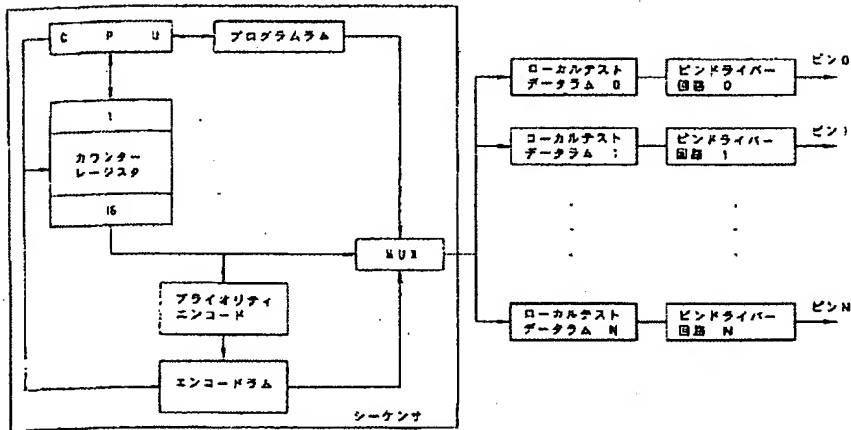 C P U
プログラムラム
1
カウンター
レージスタ
16
MUX
プライオリティ
エンコード
エンコードラム
シーケンサ
ローカルテスト
データラム 0
ピンドライバー
回路 0
ピン0
ローカルテスト
データラム 1
ピンドライバー
回路 1
ピン1
ローカルテスト
データラム N
ピンドライバー
回路 N
ピンN